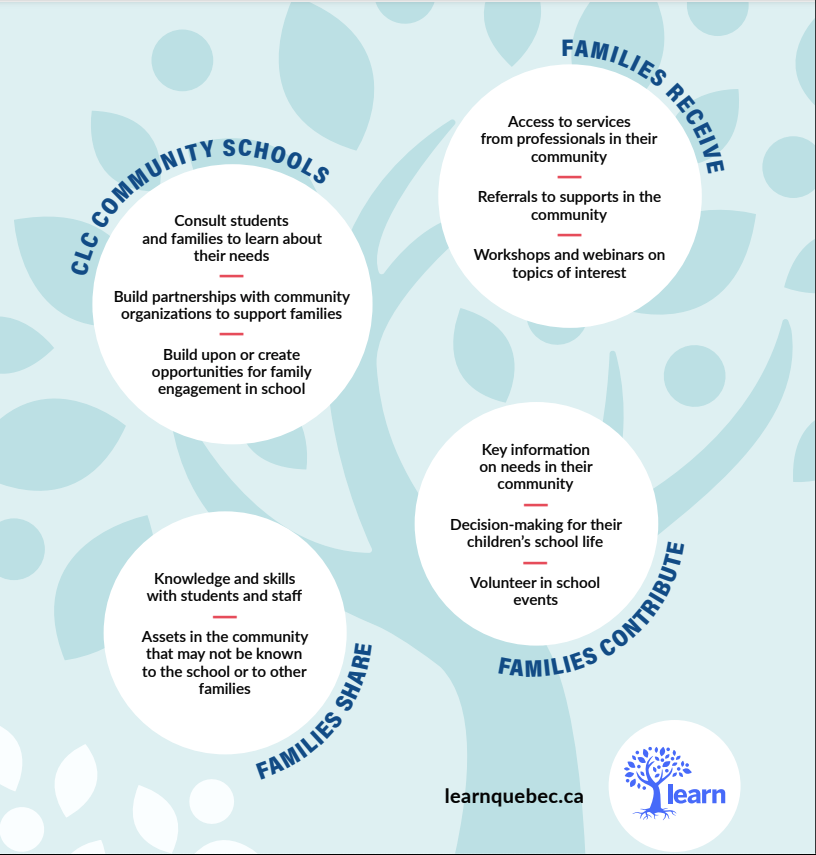 CLC COMMUNITY SCHOOLS
Consult students
and families to learn about
their needs
Build partnerships with community
organizations to support families
Build upon or create
opportunities for family
engagement in school
FAMILIES RECEIVE
Access to services
from professionals in their
community
Referrals to supports in the
community
Workshops and webinars on
topics of interest
Key information
on needs in their
community
Decision-making for their
children's school life
Volunteer in school
events
FAMILIES CONTRIBUTE
Knowledge and skills
with students and staff
Assets in the community
that may not be known
to the school or to other
families
FAMILIES SHARE
learnquebec.ca
learn